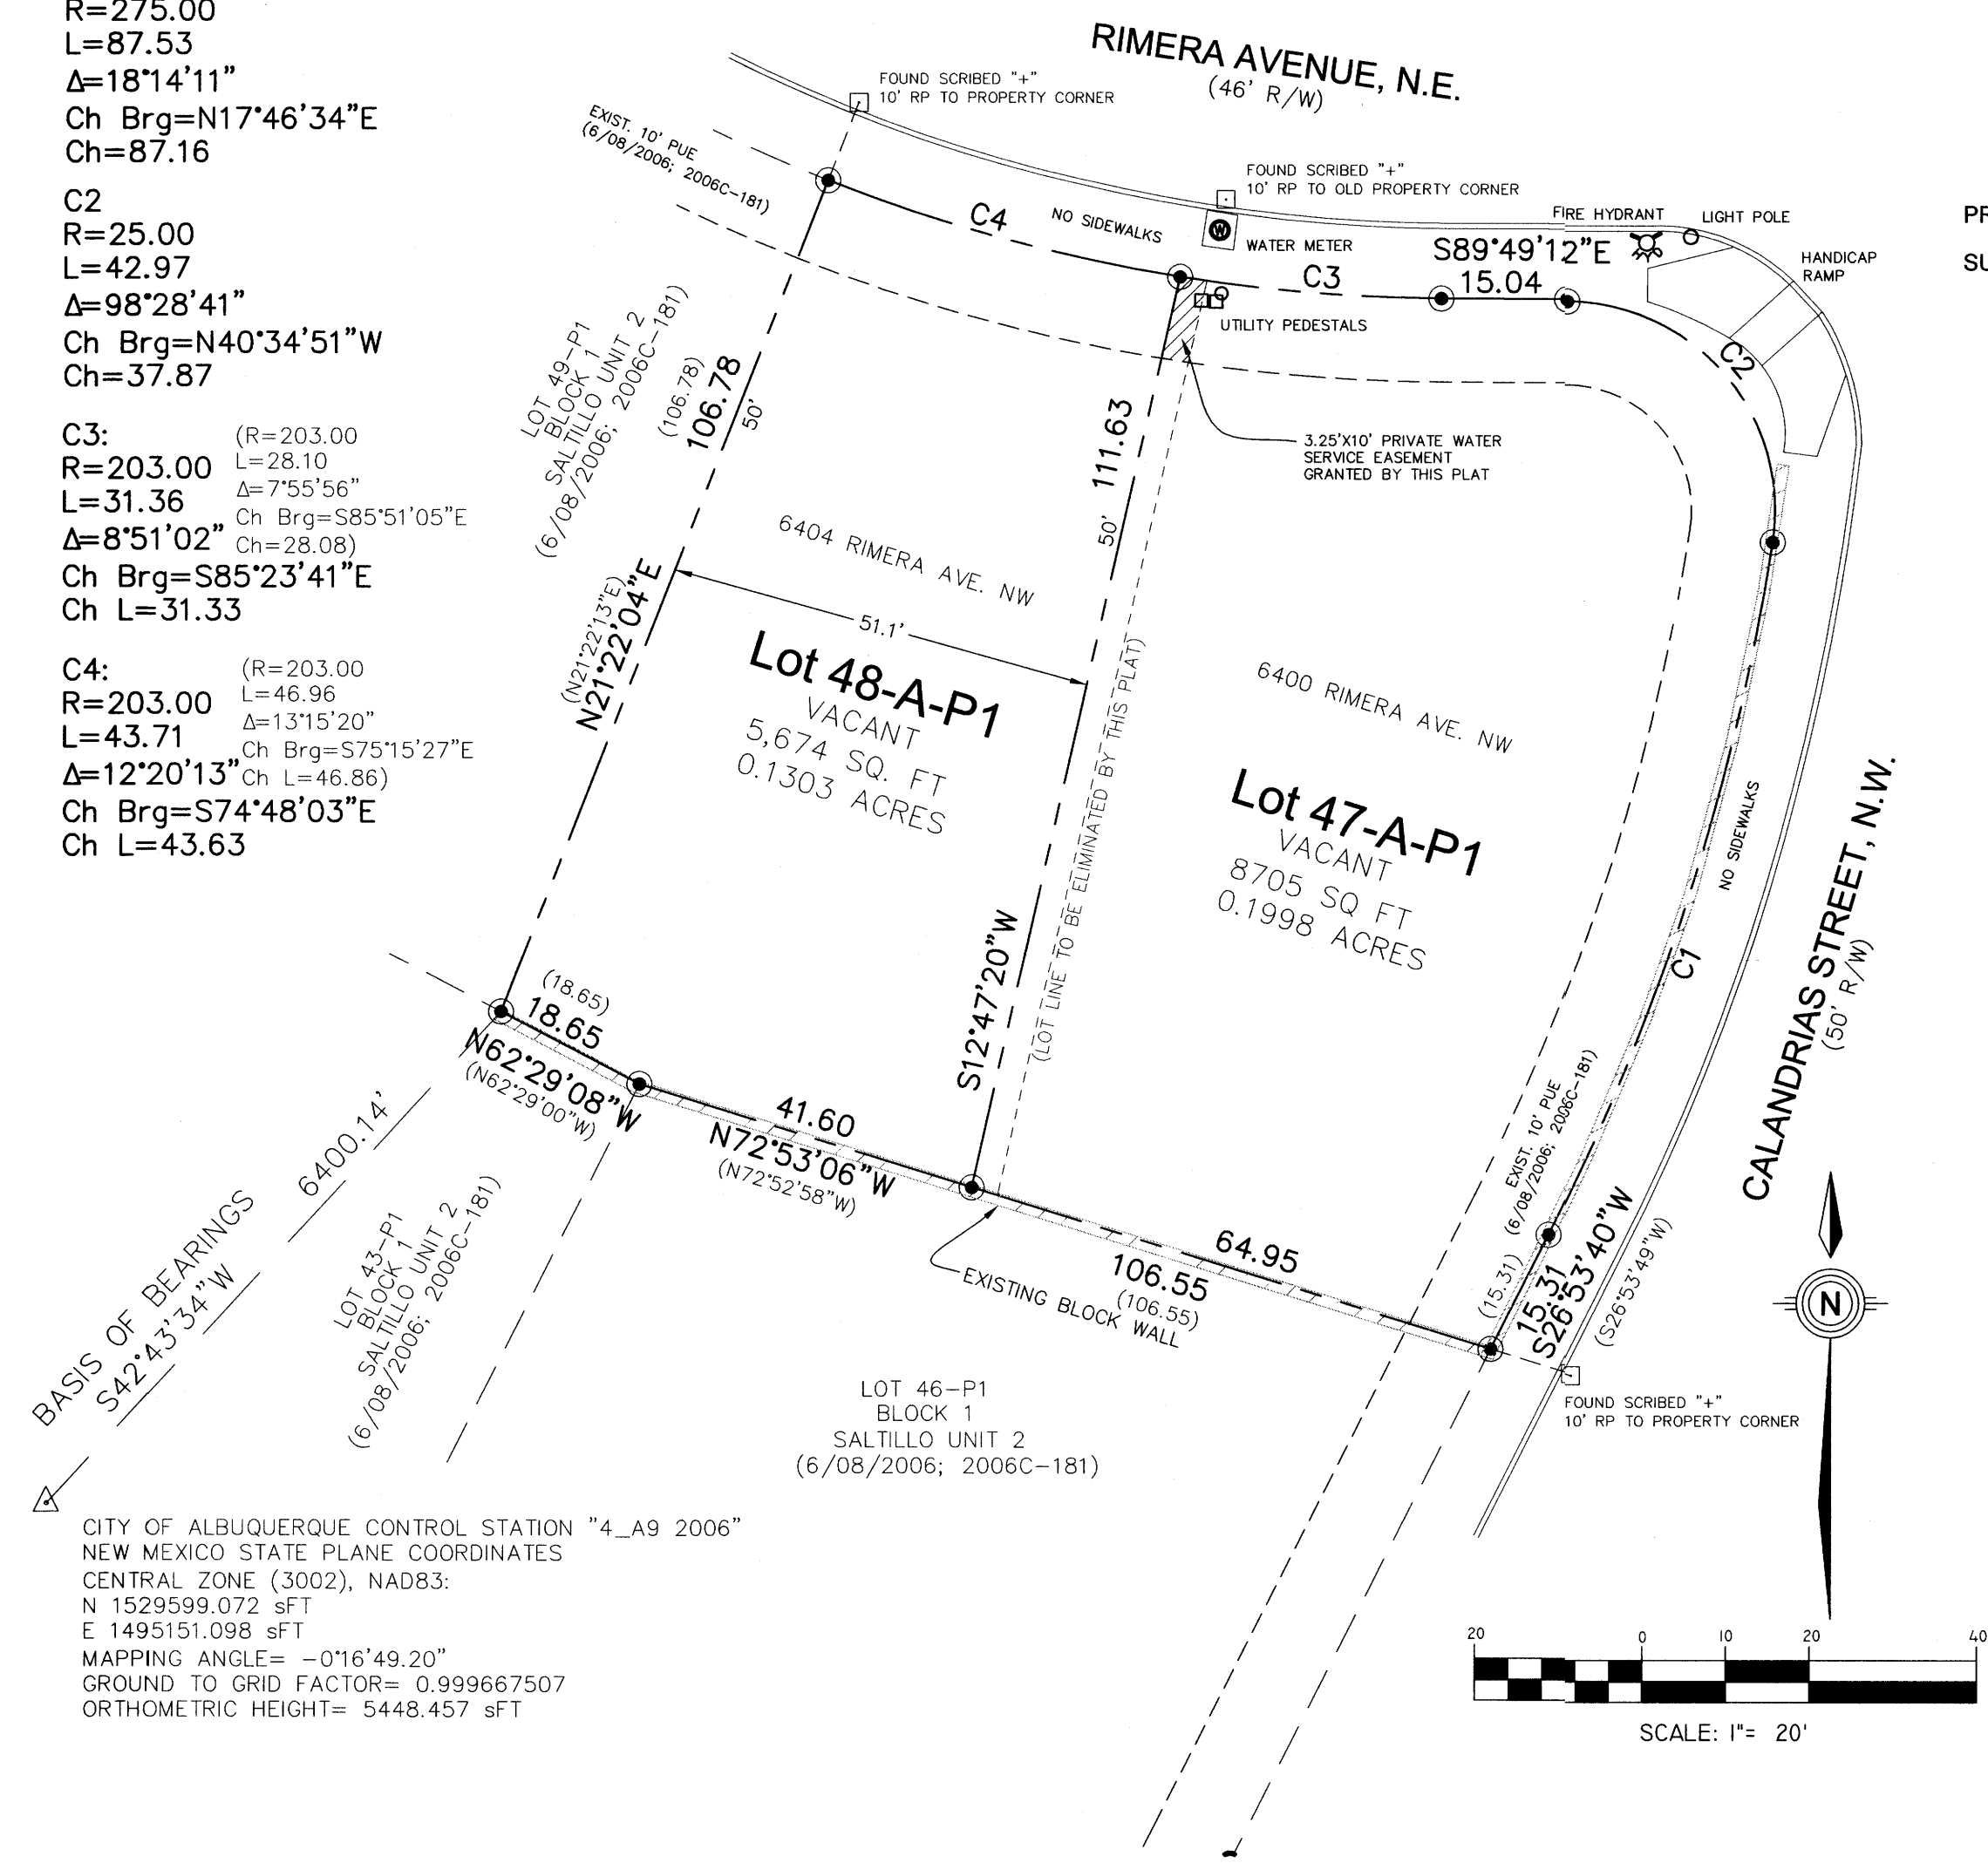 R=275.00
L=87.53
Δ=18°14'11"
Ch Brg=N17°46'34"E
Ch=87.16
C2
R=25.00
L=42.97
Δ=98°28'41"
Ch Brg=N40°34'51"W
Ch=37.87
C3:
R=203.00
L=31.36
Δ=8°51'02"
Ch Brg=S85°23'41"E
Ch L=31.33
(R=203.00
L=28.10
Δ=7°55'56"
Ch Brg=S85°51'05"E
Ch=28.08)
C4:
R=203.00
L=43.71
Δ=12°20'13"
Ch Brg=S74°48'03"E
Ch L=43.63
(R=203.00
L=46.96
Δ=13°15'20"
Ch Brg=S75°15'27"E
Ch L=46.86)
RIMERA AVENUE, N.E.
(46' R/W)
FOUND SCRIBED "+"
10' RP TO PROPERTY CORNER
EXIST. 10' PUE
(6/08/2006; 2006C-181)
FOUND SCRIBED "+"
10' RP TO OLD PROPERTY CORNER
C4
NO SIDEWALKS
W
WATER METER
C3
S89°49'12"E
15.04
FIRE HYDRANT
LIGHT POLE
HANDICAP
RAMP
PR
SU
UTILITY PEDESTALS
C2
3.25'X10' PRIVATE WATER
SERVICE EASEMENT
GRANTED BY THIS PLAT
LOT 49-P1
BLOCK 1
SALTILLO UNIT 2
(6/08/2006; 2006C-181)
(106.78)
106.78
50'
(N21°22'13"E)
N21°22'04"E
111.63
50'
6404 RIMERA AVE. NW
51.1'
Lot 48-A-P1
VACANT
5,674 SQ. FT
0.1303 ACRES
S12°47'20"W
(LOT LINE TO BE ELIMINATED BY THIS PLAT)
6400 RIMERA AVE. NW
Lot 47-A-P1
VACANT
8705 SQ FT
0.1998 ACRES
NO SIDEWALKS
C1
CALANDRIAS STREET, N.W.
(50' R/W)
(18.65)
18.65
N62°29'08"W
(N62°29'00"W)
41.60
N72°53'06"W
(N72°52'58"W)
64.95
106.55
(106.55)
EXISTING BLOCK WALL
EXIST. 10' PUE
(6/08/2006; 2006C-181)
(15.31)
15.31
S26°53'40"W
(S26°53'49"W)
FOUND SCRIBED "+"
10' RP TO PROPERTY CORNER
BASIS OF BEARINGS
S42°43'34"W
6400.14'
LOT 43-P1
BLOCK 1
SALTILLO UNIT 2
(6/08/2006; 2006C-181)
LOT 46-P1
BLOCK 1
SALTILLO UNIT 2
(6/08/2006; 2006C-181)
N
CITY OF ALBUQUERQUE CONTROL STATION "4_A9 2006"
NEW MEXICO STATE PLANE COORDINATES
CENTRAL ZONE (3002), NAD83:
N 1529599.072 sFT
E 1495151.098 sFT
MAPPING ANGLE= -0°16'49.20"
GROUND TO GRID FACTOR= 0.999667507
ORTHOMETRIC HEIGHT= 5448.457 sFT
20 0 10 20 40
SCALE: 1"= 20'